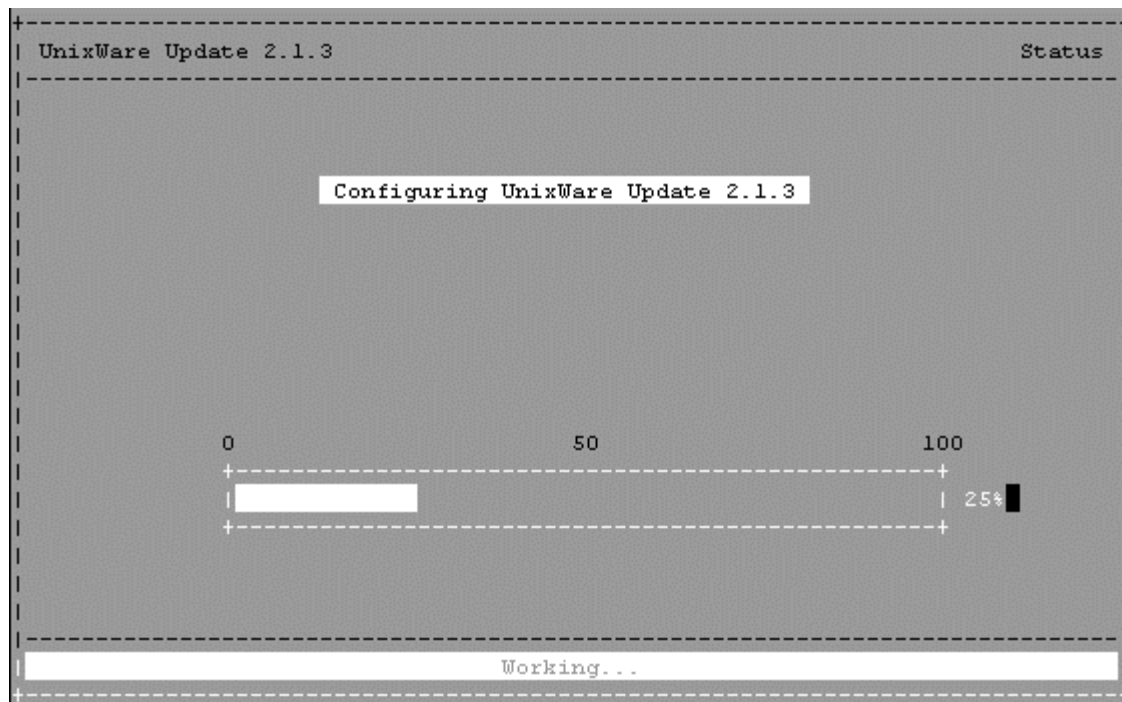 UnixWare Update 2.1.3 Status
Configuring UnixWare Update 2.1.3
0 50 100
25%
Working...